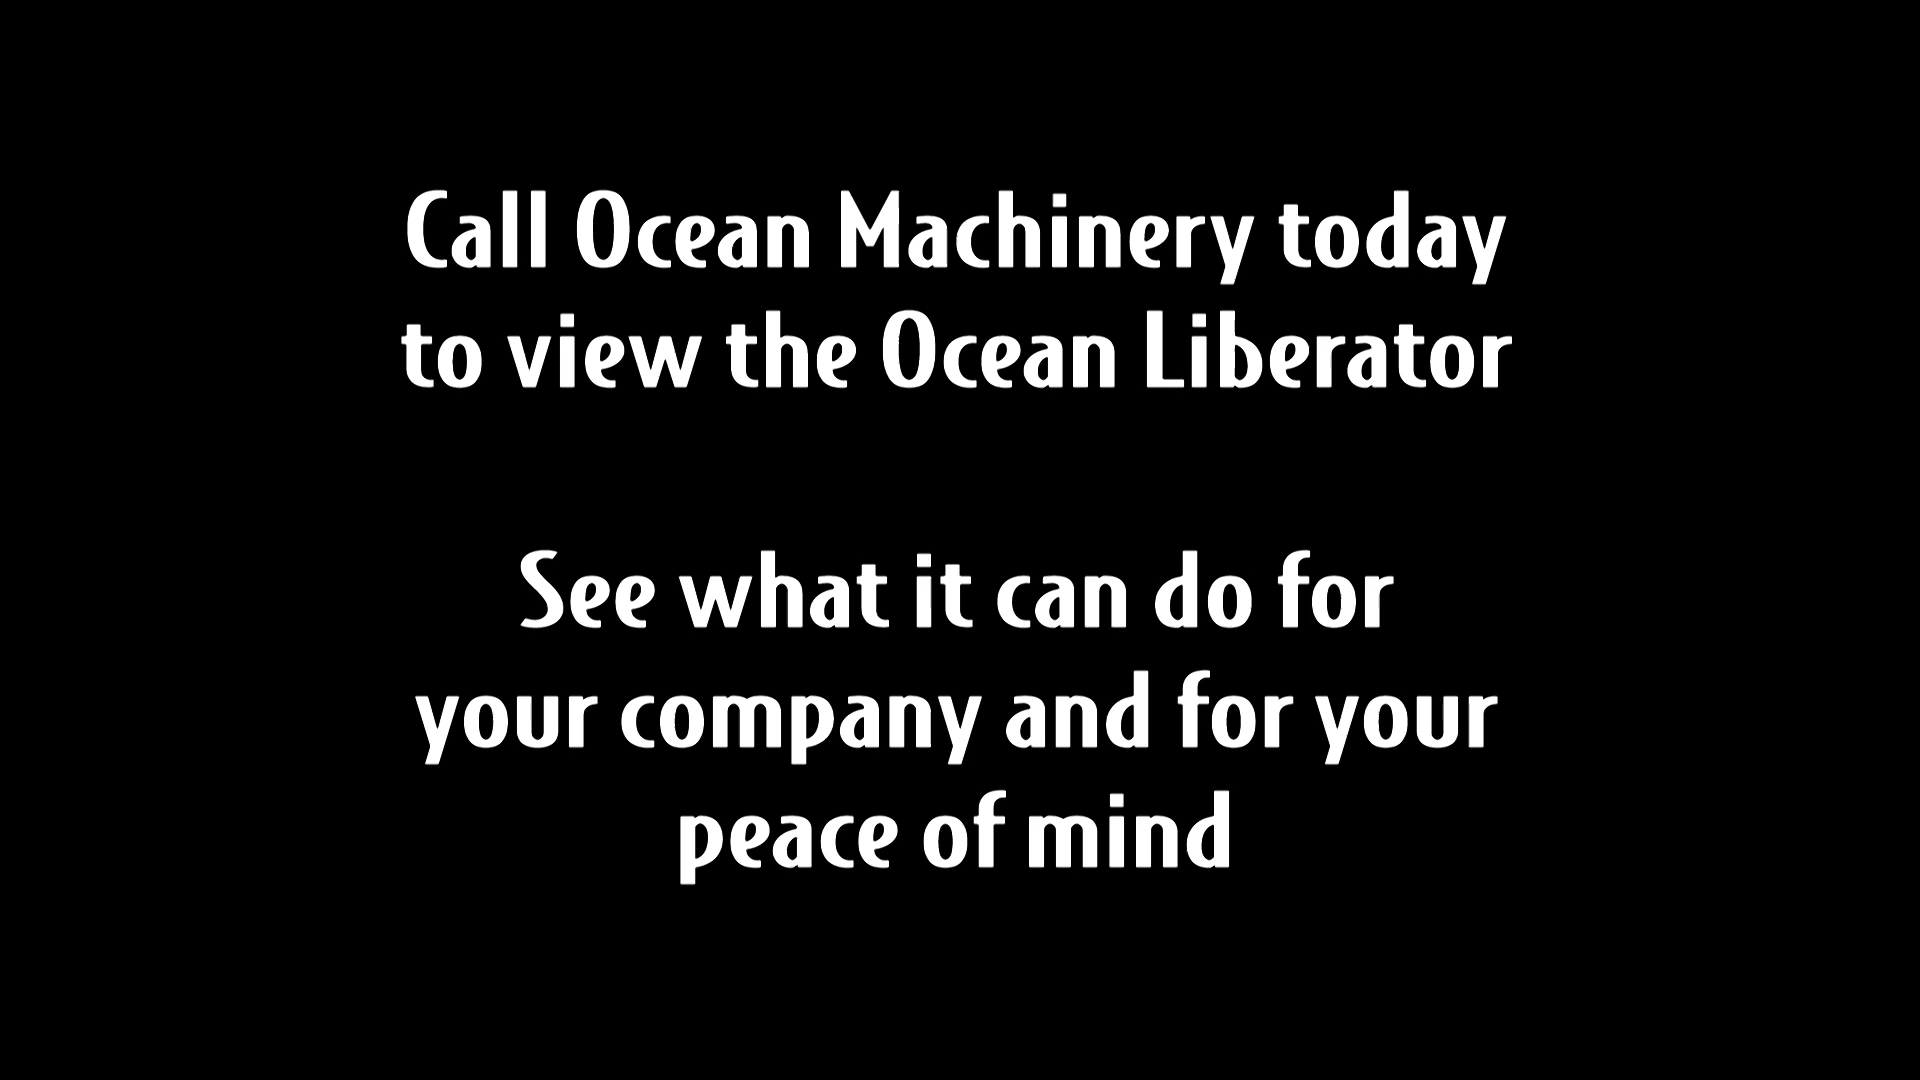 Call Ocean Machinery today
to view the Ocean Liberator
See what it can do for
your company and for your
peace of mind